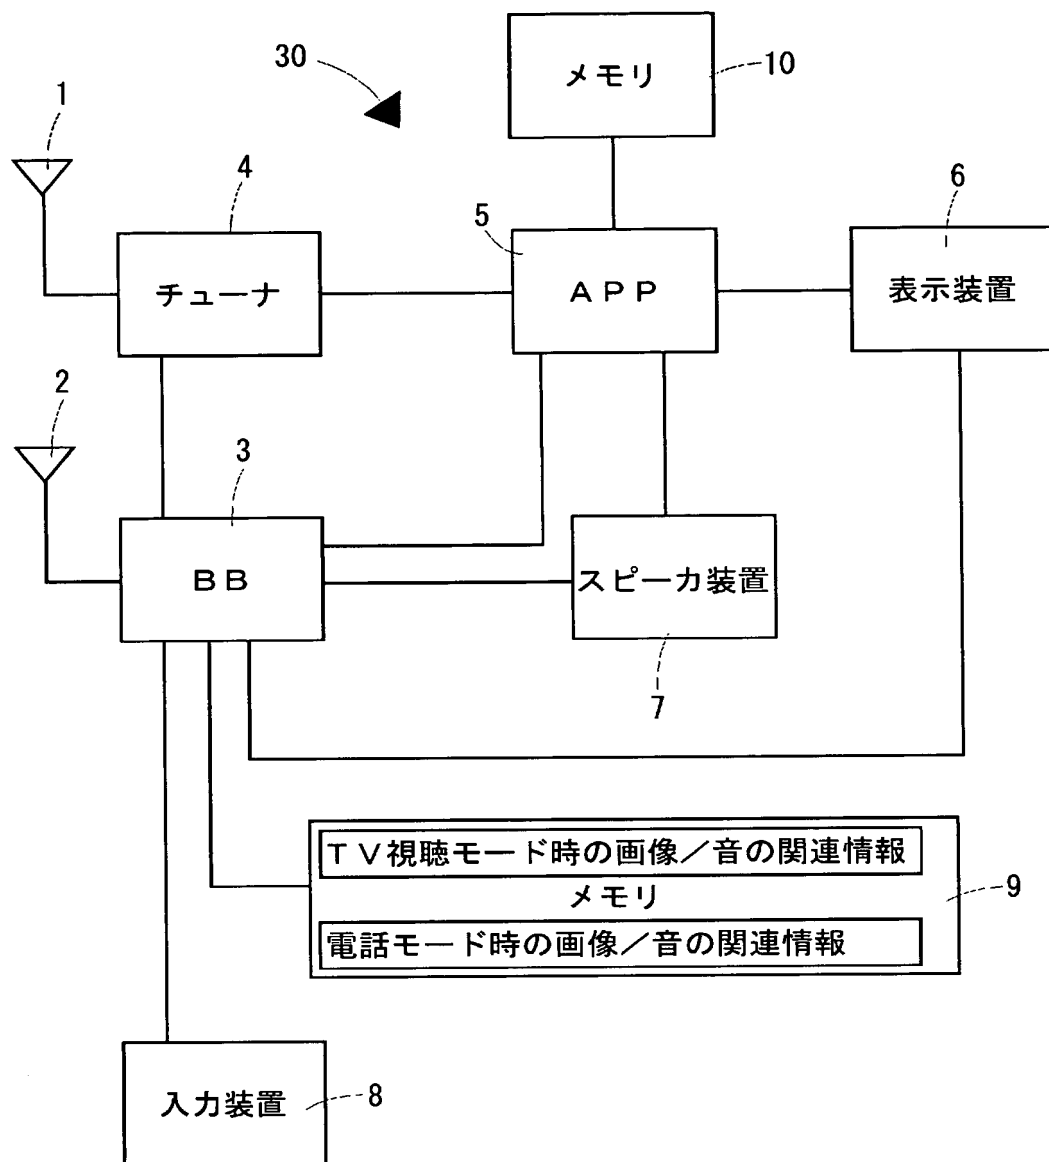 30
メモリ
10
1
4
5
6
チューナ
APP
表示装置
2
3
BB
スピーカ装置
7
TV視聴モード時の画像/音の関連情報
メモリ
9
電話モード時の画像/音の関連情報
入力装置
8